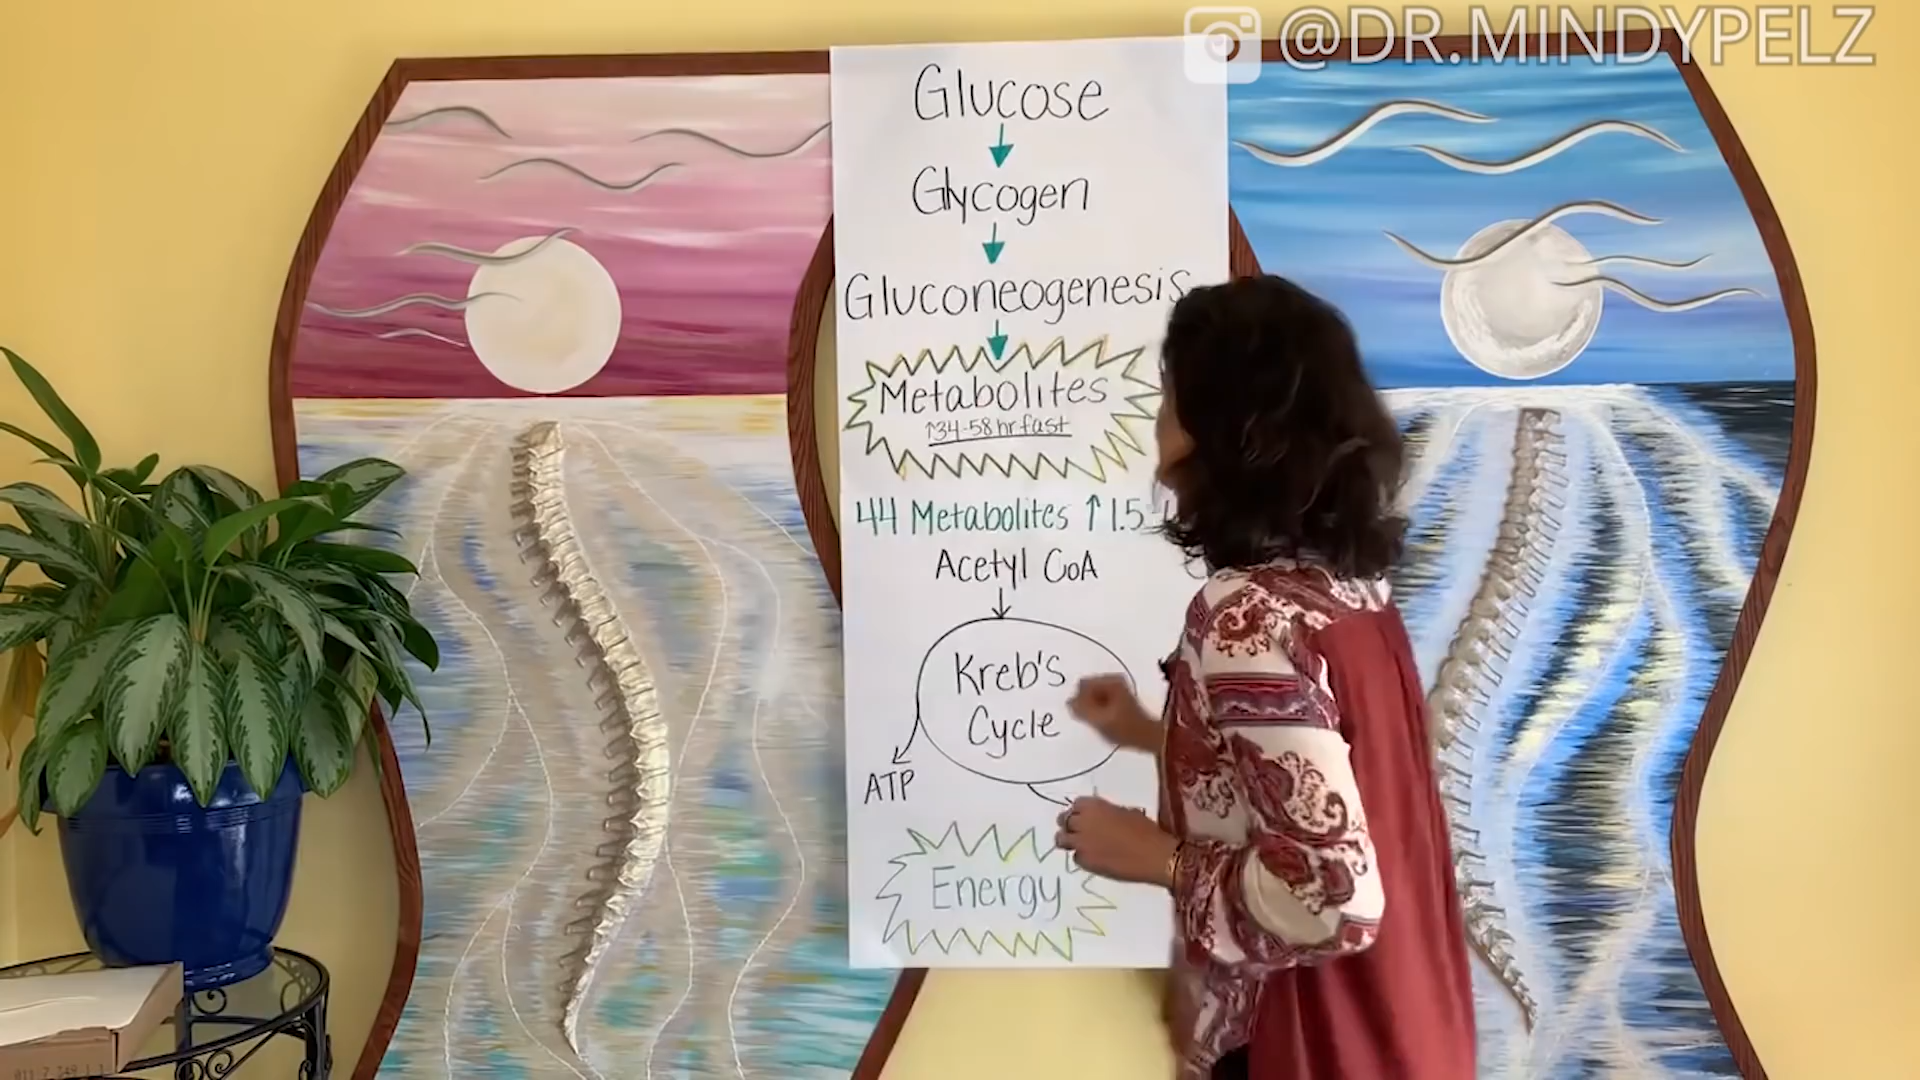 @DR.MINDYPELZ
Glucose
Glycogen
Gluconeogenesis
Metabolites
↑34-58 hr fast
44 Metabolites ↑ 1.5-
Acetyl CoA
Kreb's
Cycle
ATP
Energy